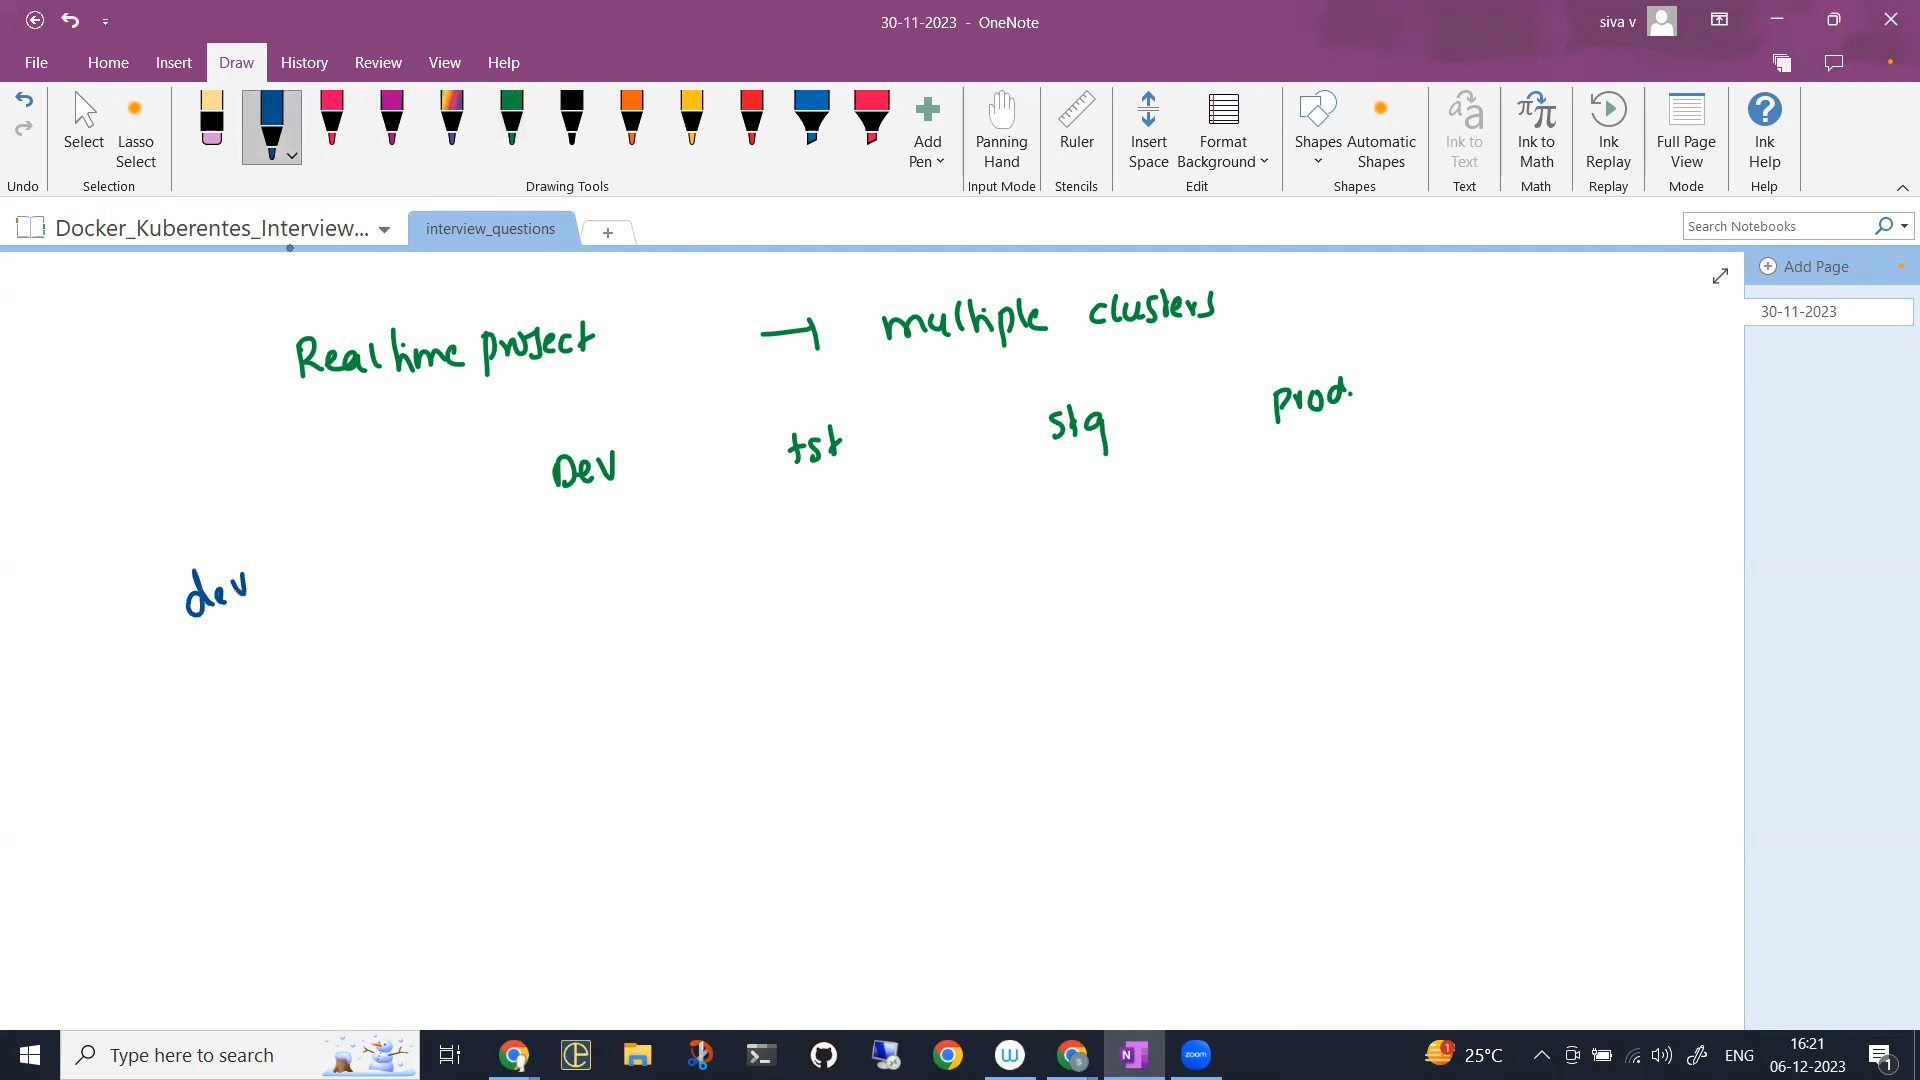 30-11-2023 - OneNote
siva v
File Home Insert Draw History Review View Help
Select
Lasso Select
Add Pen
Panning Hand
Ruler
Insert Space
Format Background
Shapes
Automatic Shapes
Ink to Text
Ink to Math
Ink Replay
Full Page View
Ink Help
Undo Selection Drawing Tools Input Mode Stencils Edit Shapes Text Math Replay Mode Help
Docker_Kuberentes_Interview...
interview_questions
Search Notebooks
Add Page
30-11-2023
Realtime project multiple clusters
Dev tst stg prod.
dev
Type here to search
zoom
1
25°C
ENG
16:21
06-12-2023
1